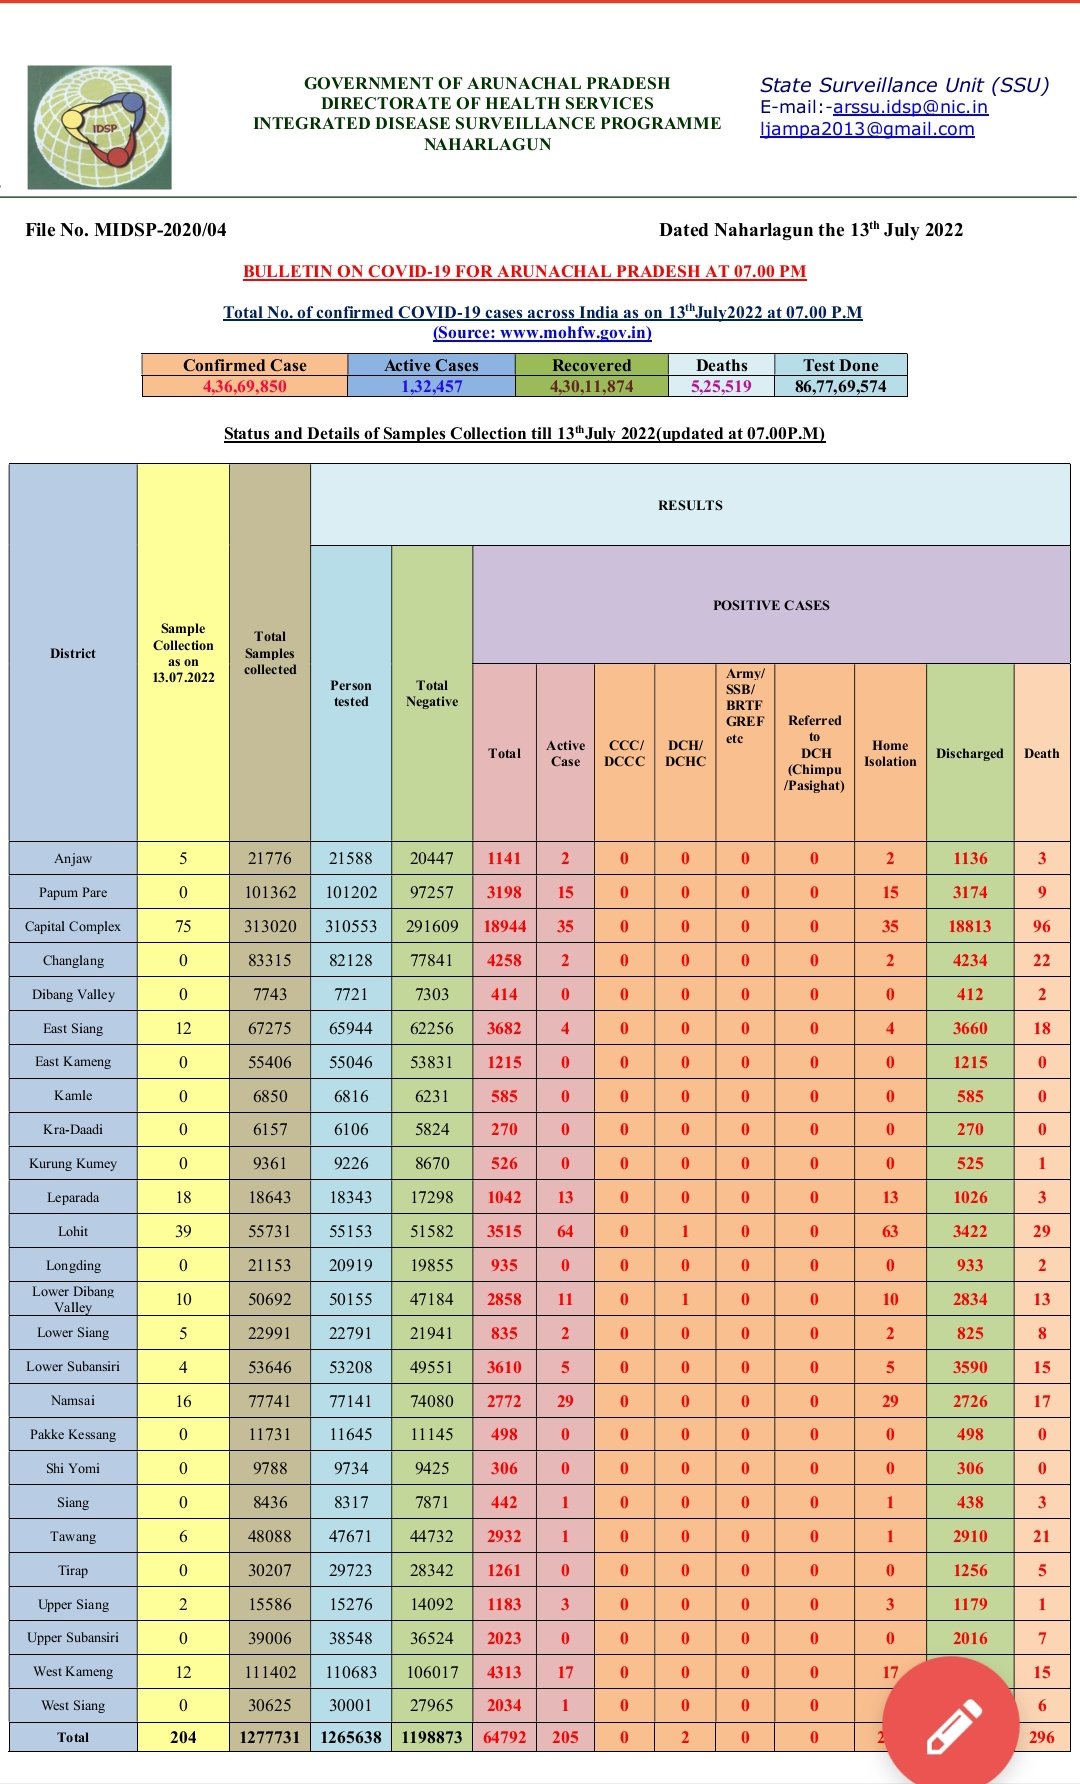 GOVERNMENT OF ARUNACHAL PRADESH
DIRECTORATE OF HEALTH SERVICES
INTEGRATED DISEASE SURVEILLANCE PROGRAMME
NAHARLAGUN
State Surveillance Unit (SSU)
E-mail:-arssu.idsp@nic.in
ljampa2013@gmail.com
IDSP
File No. MIDSP-2020/04 Dated Naharlagun the 13th July 2022
BULLETIN ON COVID-19 FOR ARUNACHAL PRADESH AT 07.00 PM
Total No. of confirmed COVID-19 cases across India as on 13thJuly2022 at 07.00 P.M
(Source: www.mohfw.gov.in)
Confirmed Case Active Cases Recovered Deaths Test Done
4,36,69,850 1,32,457 4,30,11,874 5,25,519 86,77,69,574
Status and Details of Samples Collection till 13thJuly 2022(updated at 07.00P.M)
District
Sample
Collection
as on
13.07.2022
Total
Samples
collected
RESULTS
Person
tested
Total
Negative
POSITIVE CASES
Total
Active
Case
CCC/
DCCC
DCH/
DCHC
Army/
SSB/
BRTF
GREF
etc
Referred
to
DCH
(Chimpu
/Pasighat)
Home
Isolation
Discharged
Death
Anjaw 5 21776 21588 20447 1141 2 0 0 0 0 2 1136 3
Papum Pare 0 101362 101202 97257 3198 15 0 0 0 0 15 3174 9
Capital Complex 75 313020 310553 291609 18944 35 0 0 0 0 35 18813 96
Changlang 0 83315 82128 77841 4258 2 0 0 0 0 2 4234 22
Dibang Valley 0 7743 7721 7303 414 0 0 0 0 0 0 412 2
East Siang 12 67275 65944 62256 3682 4 0 0 0 0 4 3660 18
East Kameng 0 55406 55046 53831 1215 0 0 0 0 0 0 1215 0
Kamle 0 6850 6816 6231 585 0 0 0 0 0 0 585 0
Kra-Daadi 0 6157 6106 5824 270 0 0 0 0 0 0 270 0
Kurung Kumey 0 9361 9226 8670 526 0 0 0 0 0 0 525 1
Leparada 18 18643 18343 17298 1042 13 0 0 0 0 13 1026 3
Lohit 39 55731 55153 51582 3515 64 0 1 0 0 63 3422 29
Longding 0 21153 20919 19855 935 0 0 0 0 0 0 933 2
Lower Dibang
Valley 10 50692 50155 47184 2858 11 0 1 0 0 10 2834 13
Lower Siang 5 22991 22791 21941 835 2 0 0 0 0 2 825 8
Lower Subansiri 4 53646 53208 49551 3610 5 0 0 0 0 5 3590 15
Namsai 16 77741 77141 74080 2772 29 0 0 0 0 29 2726 17
Pakke Kessang 0 11731 11645 11145 498 0 0 0 0 0 0 498 0
Shi Yomi 0 9788 9734 9425 306 0 0 0 0 0 0 306 0
Siang 0 8436 8317 7871 442 1 0 0 0 0 1 438 3
Tawang 6 48088 47671 44732 2932 1 0 0 0 0 1 2910 21
Tirap 0 30207 29723 28342 1261 0 0 0 0 0 0 1256 5
Upper Siang 2 15586 15276 14092 1183 3 0 0 0 0 3 1179 1
Upper Subansiri 0 39006 38548 36524 2023 0 0 0 0 0 0 2016 7
West Kameng 12 111402 110683 106017 4313 17 0 0 0 0 17 15
West Siang 0 30625 30001 27965 2034 1 0 0 0 0 6
Total 204 1277731 1265638 1198873 64792 205 0 2 0 0 296